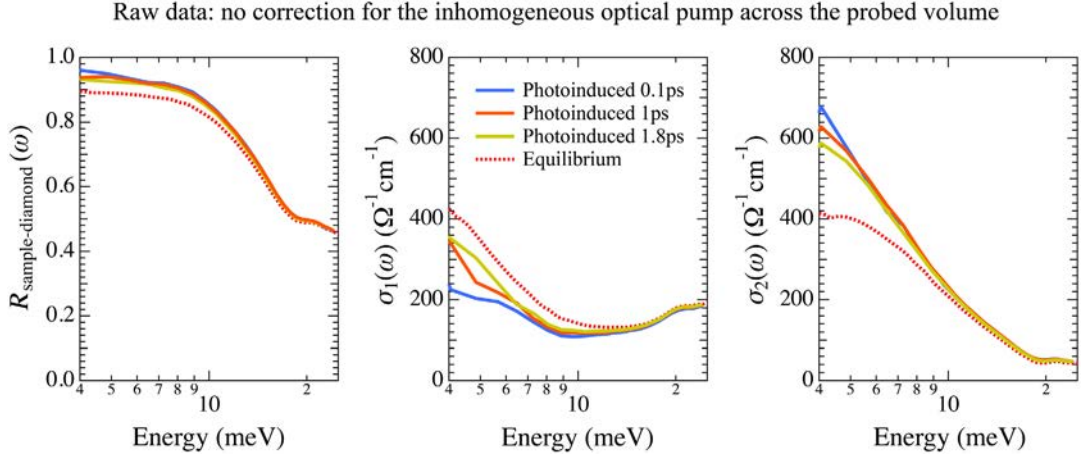 Raw data: no correction for the inhomogeneous optical pump across the probed volume
R sample-diamond (ω)
1.0
0.8
0.6
0.4
0.2
0.0
4 5 6 7 8 9 10 2
Energy (meV)
σ1(ω) (Ω⁻¹ cm⁻¹)
800
600
400
200
0
Photoinduced 0.1ps
Photoinduced 1ps
Photoinduced 1.8ps
Equilibrium
4 5 6 7 8 9 10 2
Energy (meV)
σ2(ω) (Ω⁻¹ cm⁻¹)
800
600
400
200
0
4 5 6 7 8 9 10 2
Energy (meV)